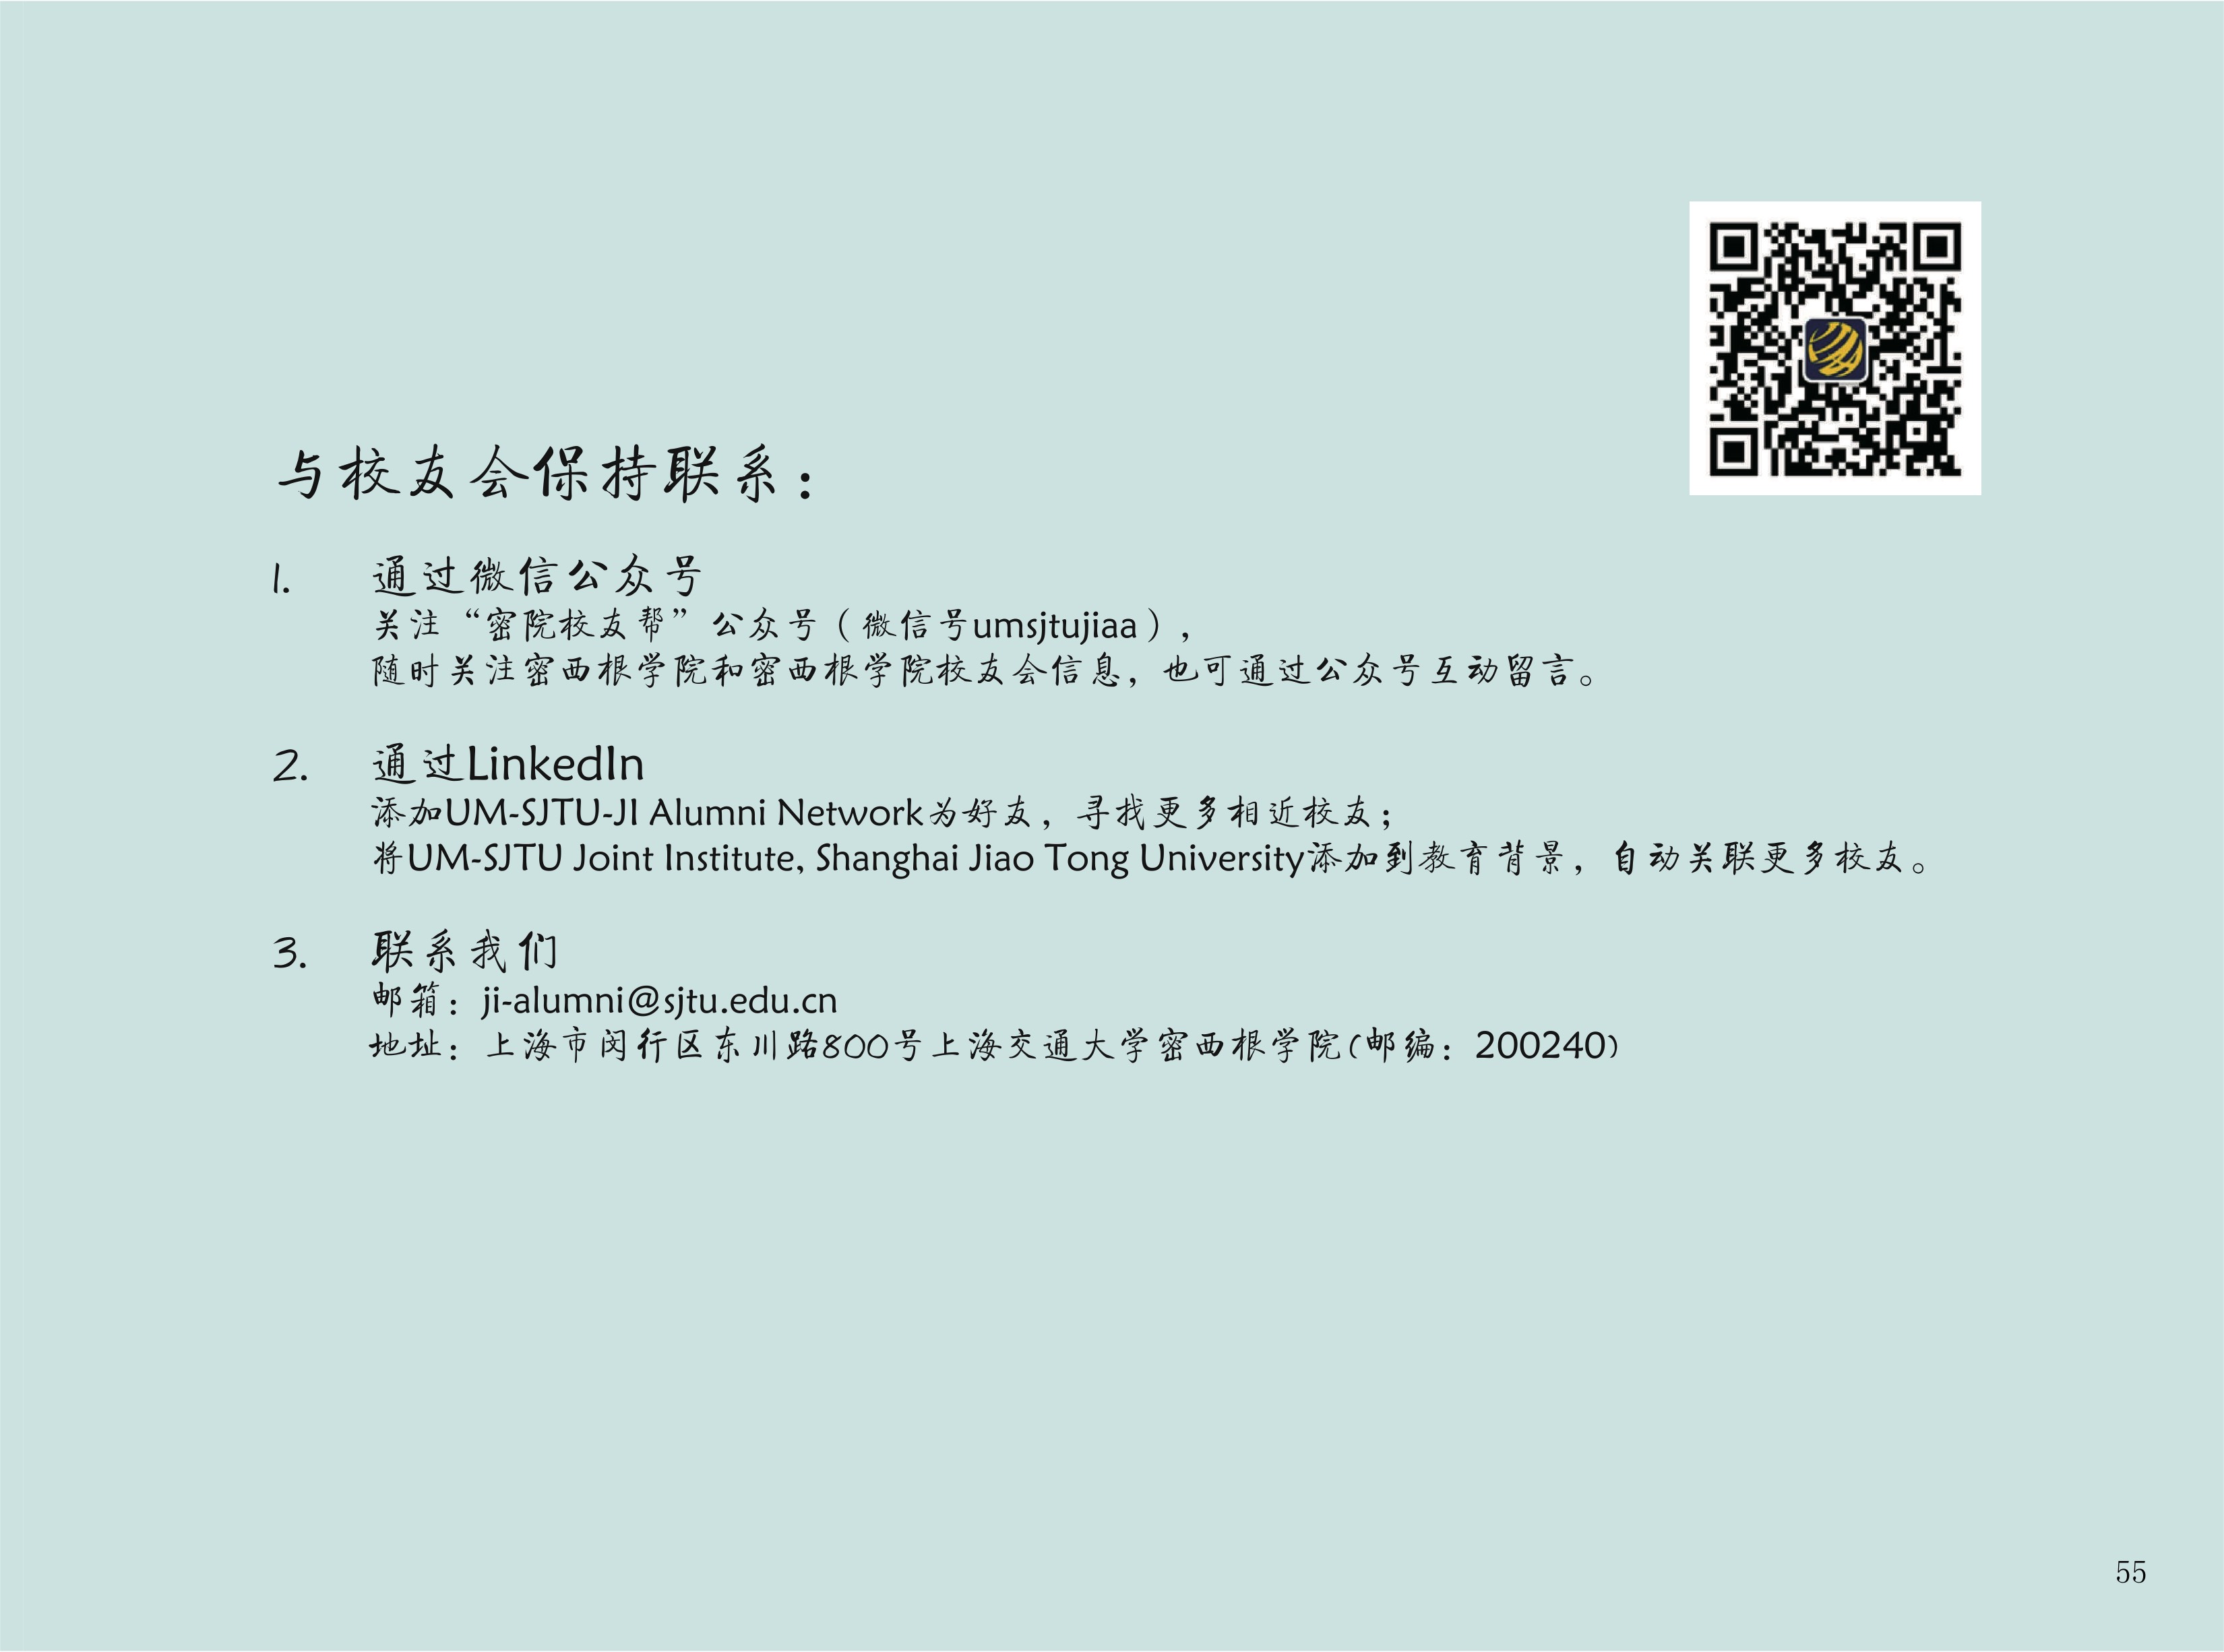 与校友会保持联系：
1. 通过微信公众号
关注“密院校友帮”公众号（微信号umsjtujiaa），
随时关注密西根学院和密西根学院校友会信息，也可通过公众号互动留言。
2. 通过LinkedIn
添加UM-SJTU-JI Alumni Network为好友，寻找更多相近校友；
将UM-SJTU Joint Institute, Shanghai Jiao Tong University添加到教育背景，自动关联更多校友。
3. 联系我们
邮箱：ji-alumni@sjtu.edu.cn
地址：上海市闵行区东川路800号上海交通大学密西根学院(邮编：200240)
55